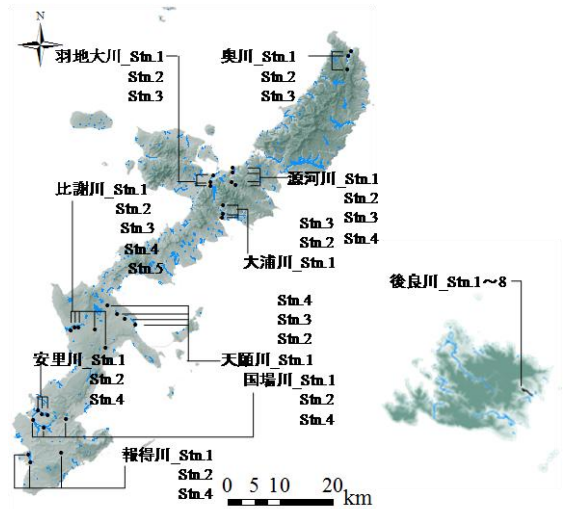 N
羽地大川_Stn.1
Stn.2
Stn.3
奥川_Stn.1
Stn.2
Stn.3
比謝川_Stn.1
Stn.2
Stn.3
Stn.4
Stn.5
源河川_Stn.1
Stn.2
Stn.3
Stn.4
Stn.3
Stn.2
大浦川_Stn.1
後良川_Stn.1～8
Stn.4
Stn.3
Stn.2
天願川_Stn.1
安里川_Stn.1
Stn.2
Stn.4
国場川_Stn.1
Stn.2
Stn.4
報得川_Stn.1
Stn.2
Stn.4
0 5 10 20
km